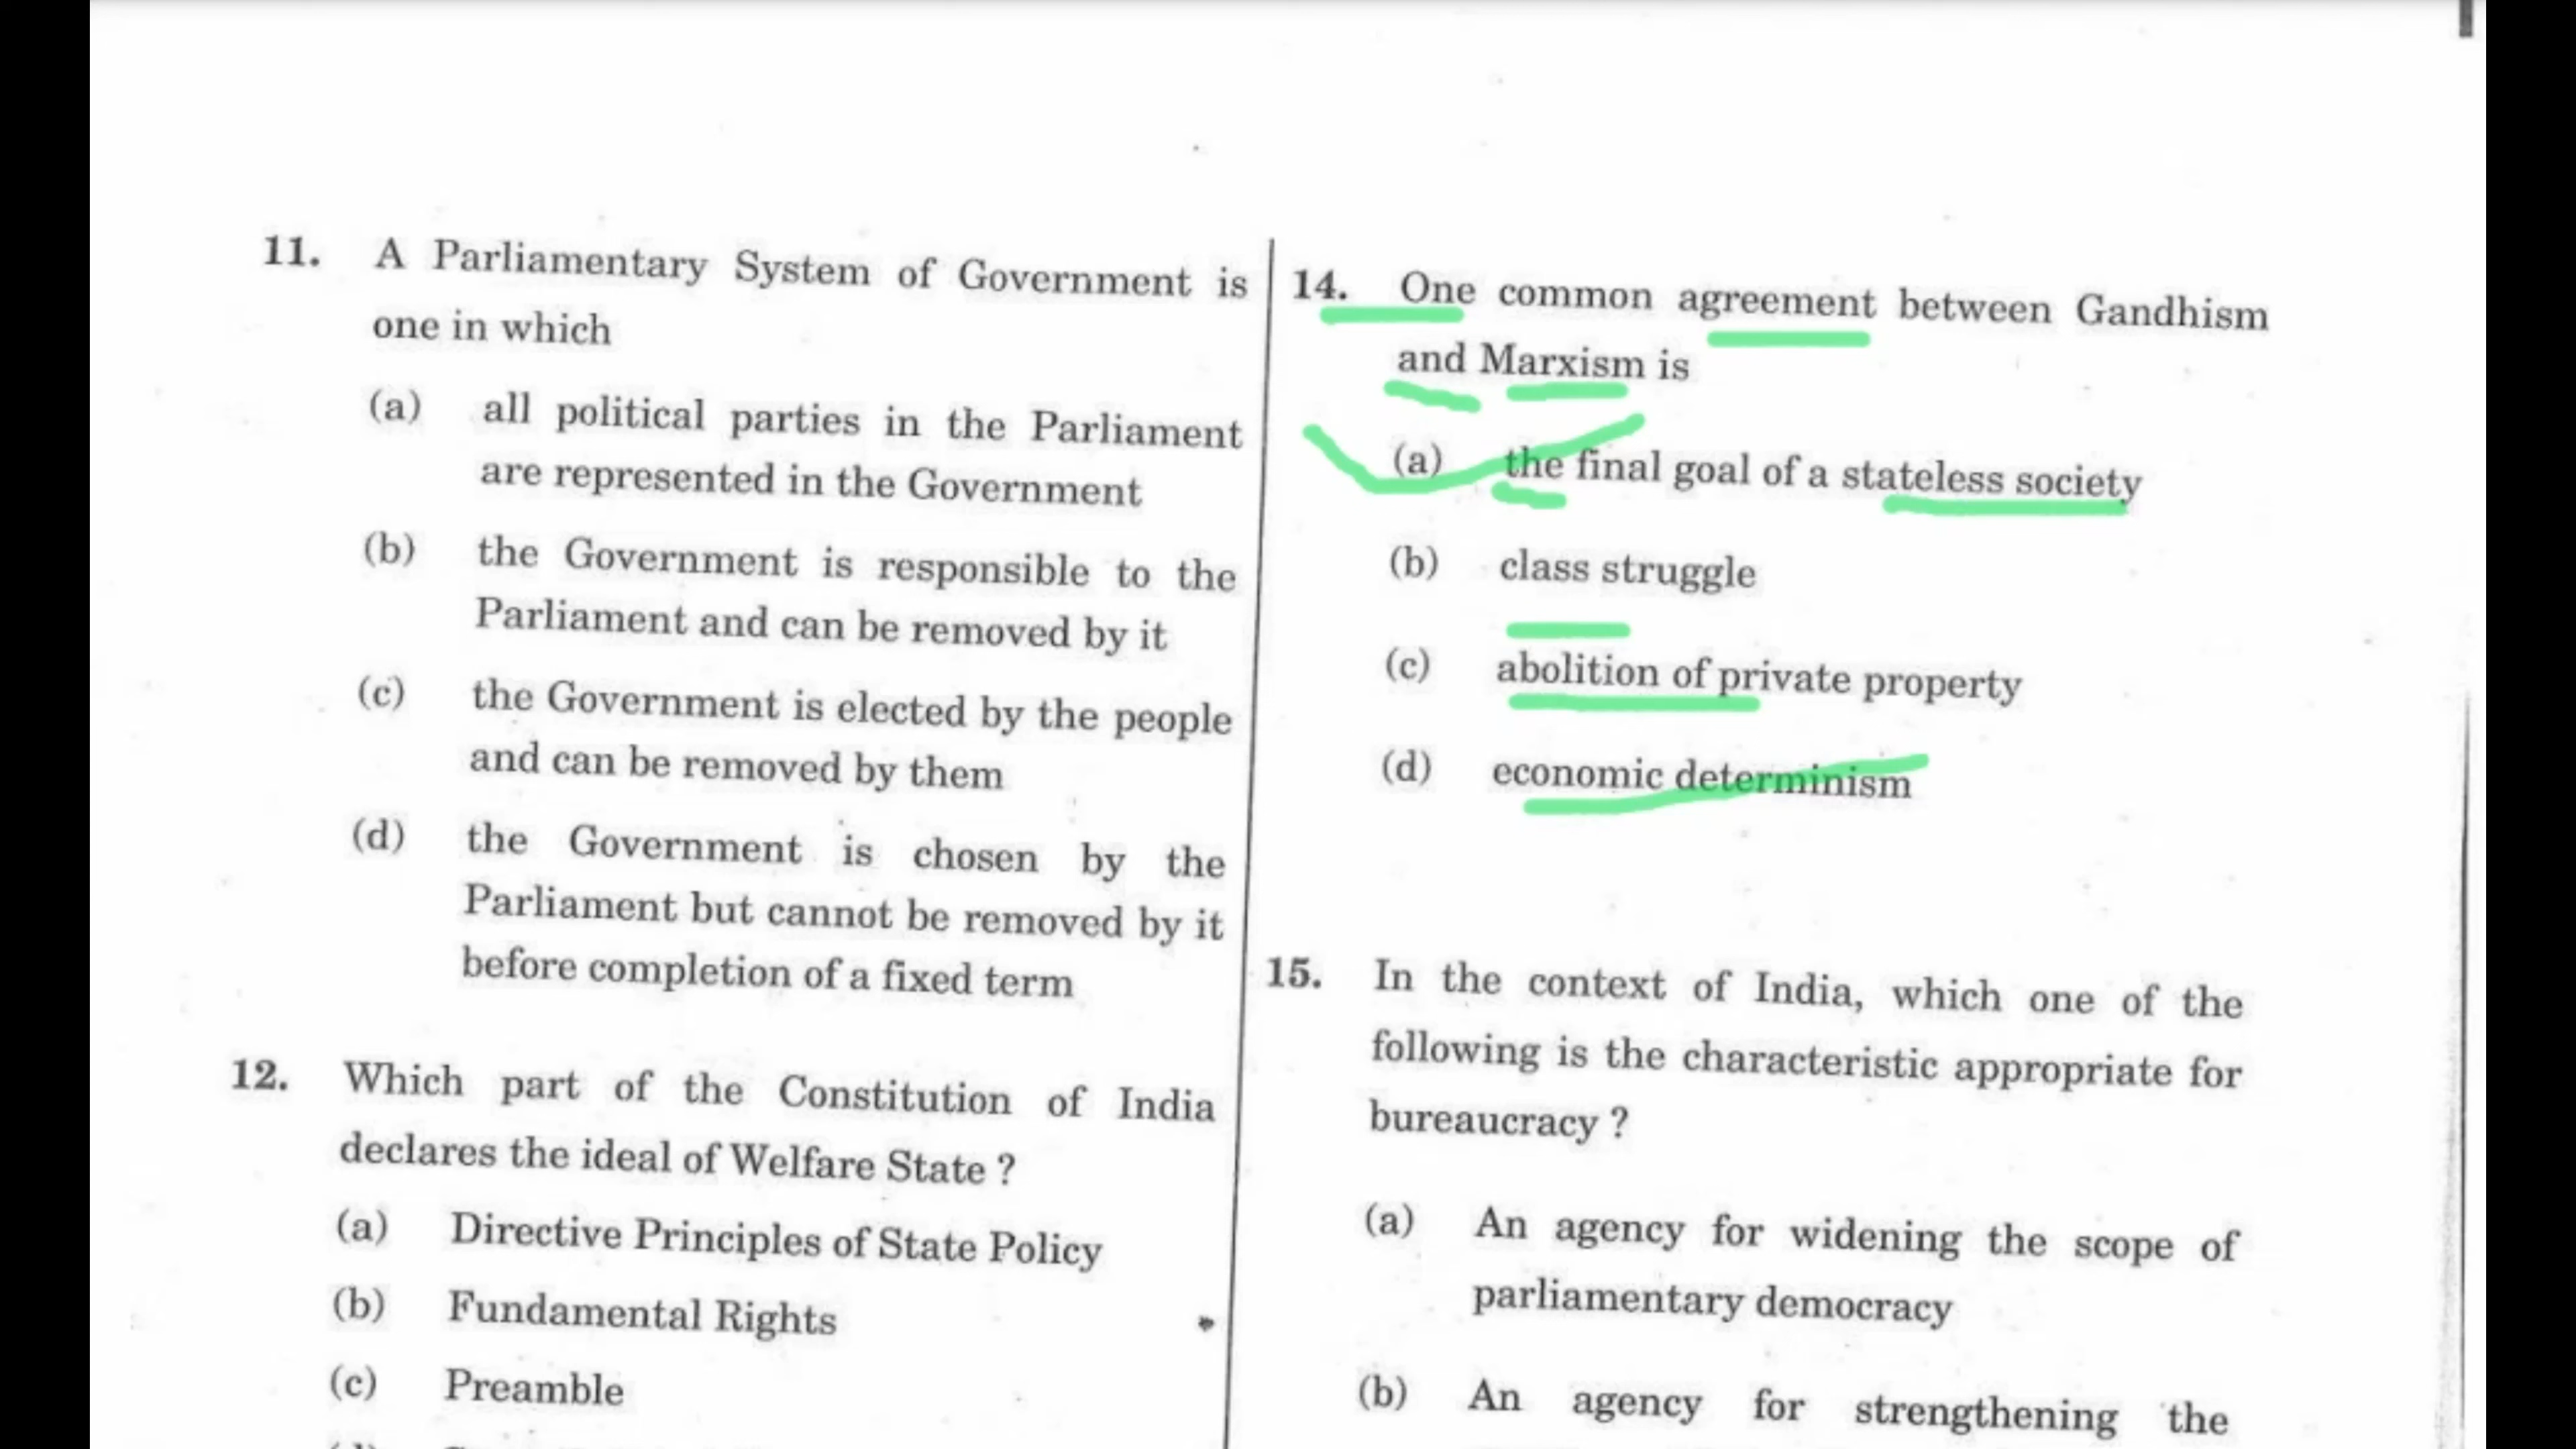 11. A Parliamentary System of Government is
one in which
(a) all political parties in the Parliament
are represented in the Government
(b) the Government is responsible to the
Parliament and can be removed by it
(c) the Government is elected by the people
and can be removed by them
(d) the Government is chosen by the
Parliament but cannot be removed by it
before completion of a fixed term
12. Which part of the Constitution of India
declares the ideal of Welfare State ?
(a) Directive Principles of State Policy
(b) Fundamental Rights
(c) Preamble
14. One common agreement between Gandhism
and Marxism is
(a) the final goal of a stateless society
(b) class struggle
(c) abolition of private property
(d) economic determinism
15. In the context of India, which one of the
following is the characteristic appropriate for
bureaucracy ?
(a) An agency for widening the scope of
parliamentary democracy
(b) An agency for strengthening the